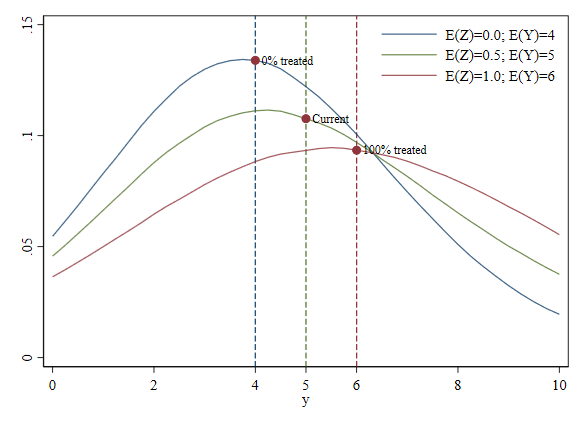 E(Z)=0.0; E(Y)=4
E(Z)=0.5; E(Y)=5
E(Z)=1.0; E(Y)=6
.15
.1
.05
0
0% treated
Current
100% treated
0 2 4 5 6 8 10
y